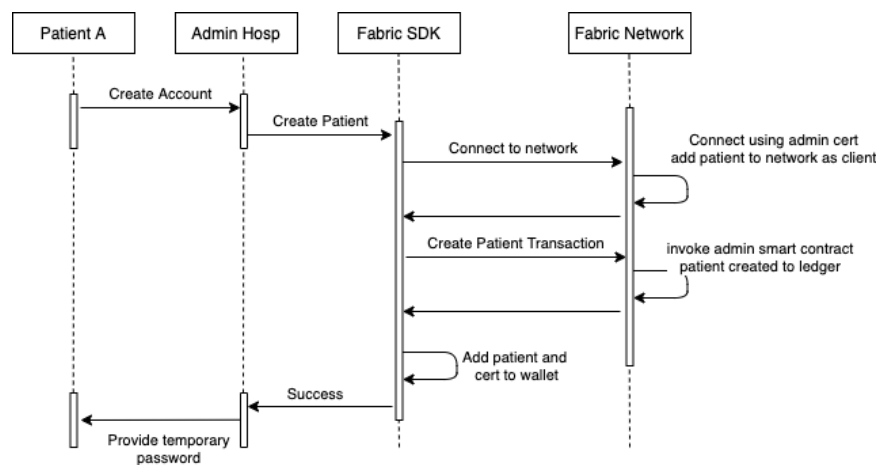 Patient A
Admin Hosp
Fabric SDK
Fabric Network
Create Account
Create Patient
Connect to network
Connect using admin cert
add patient to network as client
Create Patient Transaction
invoke admin smart contract
patient created to ledger
Add patient and
cert to wallet
Success
Provide temporary
password